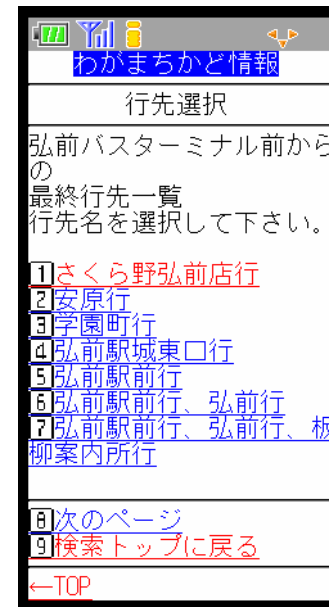 わがまちかど情報
行先選択
弘前バスターミナル前から
の
最終行先一覧
行先名を選択して下さい。
1さくら野弘前店行
2安原行
3学園町行
4弘前駅城東口行
5弘前駅前行
6弘前駅前行、弘前行
7弘前駅前行、弘前行、板
柳案内所行
8次のページ
9検索トップに戻る
←TOP